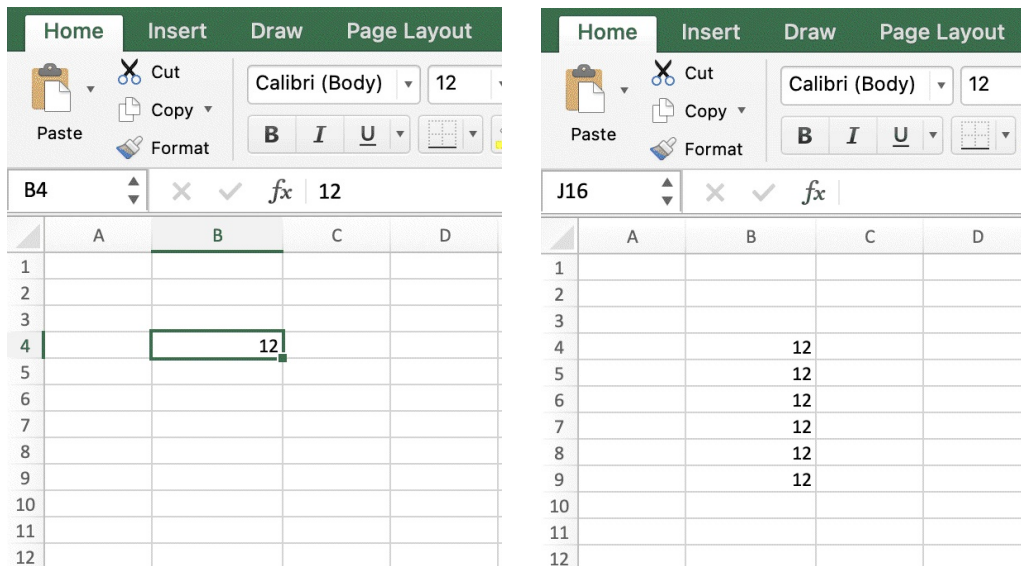 Home Insert Draw Page Layout
Cut
Calibri (Body) 12
Copy
Paste
B I U
Format
B4 fx 12
A B C D
1
2
3
4 12
5
6
7
8
9
10
11
12
Home Insert Draw Page Layout
Cut
Calibri (Body) 12
Copy
Paste
B I U
Format
J16 fx
A B C D
1
2
3
4 12
5 12
6 12
7 12
8 12
9 12
10
11
12